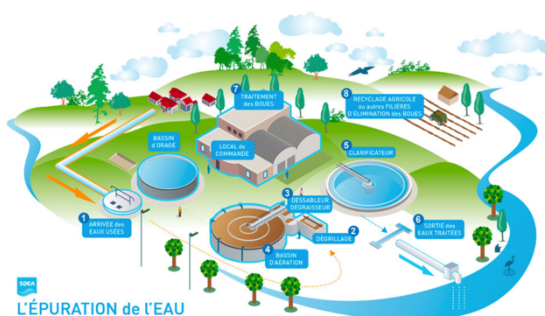 7
TRAITEMENT
des BOUES
8
RECYCLAGE AGRICOLE
ou autres FILIÈRES
D'ÉLIMINATION des BOUES
BASSIN
d'ORAGE
LOCAL de
COMMANDE
5
CLARIFICATEUR
3
DESSABLEUR
DÉGRAISSEUR
1
ARRIVÉE des
EAUX USÉES
6
SORTIE des
EAUX TRAITÉES
DÉGRILLAGE
2
4
BASSIN
D'AÉRATION
SDEA
L'ÉPURATION de l'EAU